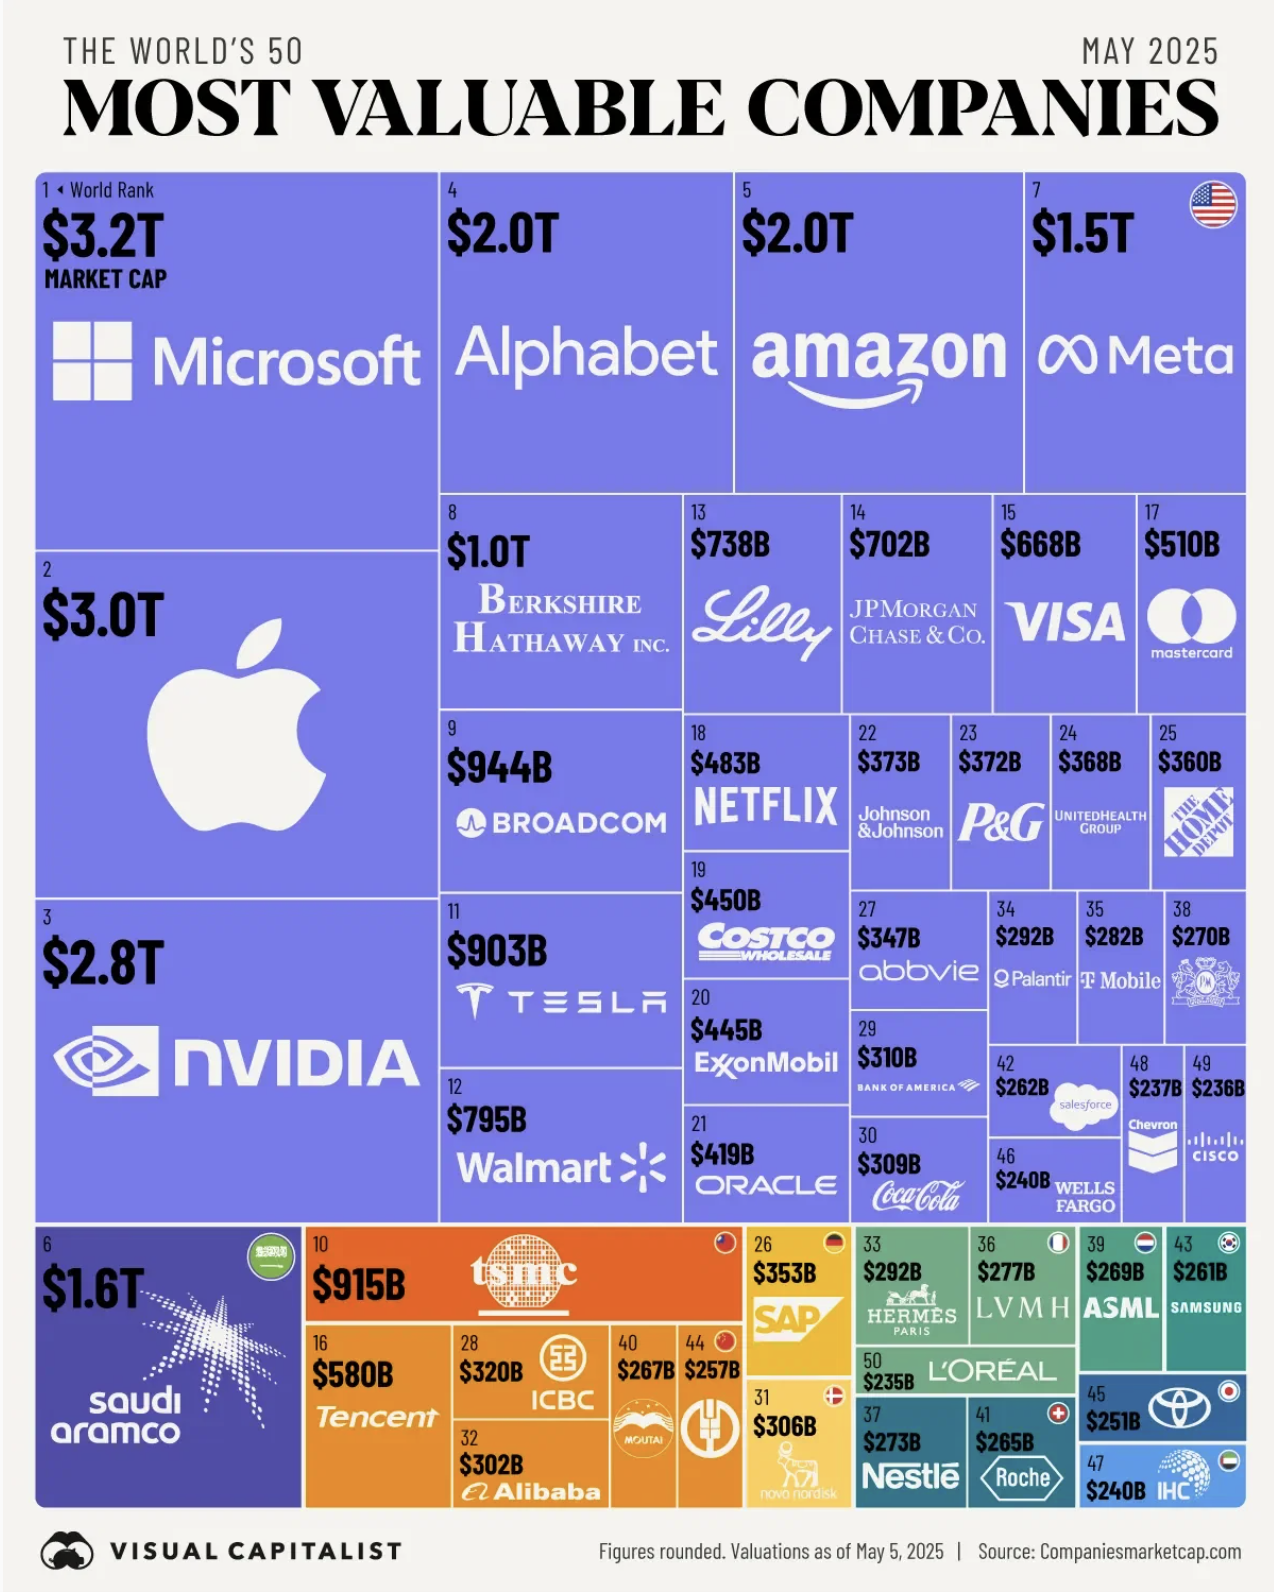 THE WORLD'S 50
MAY 2025
MOST VALUABLE COMPANIES
1 ◂ World Rank
$3.2T
MARKET CAP
Microsoft
2
$3.0T
3
$2.8T
NVIDIA
4
$2.0T
Alphabet
5
$2.0T
amazon
7
$1.5T
Meta
8
$1.0T
BERKSHIRE
HATHAWAY INC.
9
$944B
BROADCOM
11
$903B
TESLA
12
$795B
Walmart
13
$738B
Lilly
14
$702B
JPMORGAN
CHASE & CO.
15
$668B
VISA
17
$510B
mastercard
18
$483B
NETFLIX
19
$450B
COSTCO
WHOLESALE
20
$445B
ExxonMobil
21
$419B
ORACLE
22
$373B
Johnson
&Johnson
23
$372B
P&G
24
$368B
UNITEDHEALTH
GROUP
25
$360B
THE
HOME
DEPOT
27
$347B
abbvie
29
$310B
BANK OF AMERICA
30
$309B
Coca-Cola
34
$292B
Palantir
35
$282B
T Mobile
38
$270B
PM
42
$262B
salesforce
46
$240B
WELLS
FARGO
48
$237B
Chevron
49
$236B
CISCO
6
$1.6T
saudi
aramco
10
$915B
tsmc
16
$580B
Tencent
28
$320B
ICBC
32
$302B
Alibaba
40
$267B
MOUTAI
44
$257B
26
$353B
SAP
31
$306B
novo nordisk
33
$292B
HERMÈS
PARIS
36
$277B
LVMH
50
$235B
L'ORÉAL
37
$273B
Nestlé
41
$265B
Roche
39
$269B
ASML
43
$261B
SAMSUNG
45
$251B
47
$240B
IHC
VISUAL CAPITALIST
Figures rounded. Valuations as of May 5, 2025 | Source: Companiesmarketcap.com